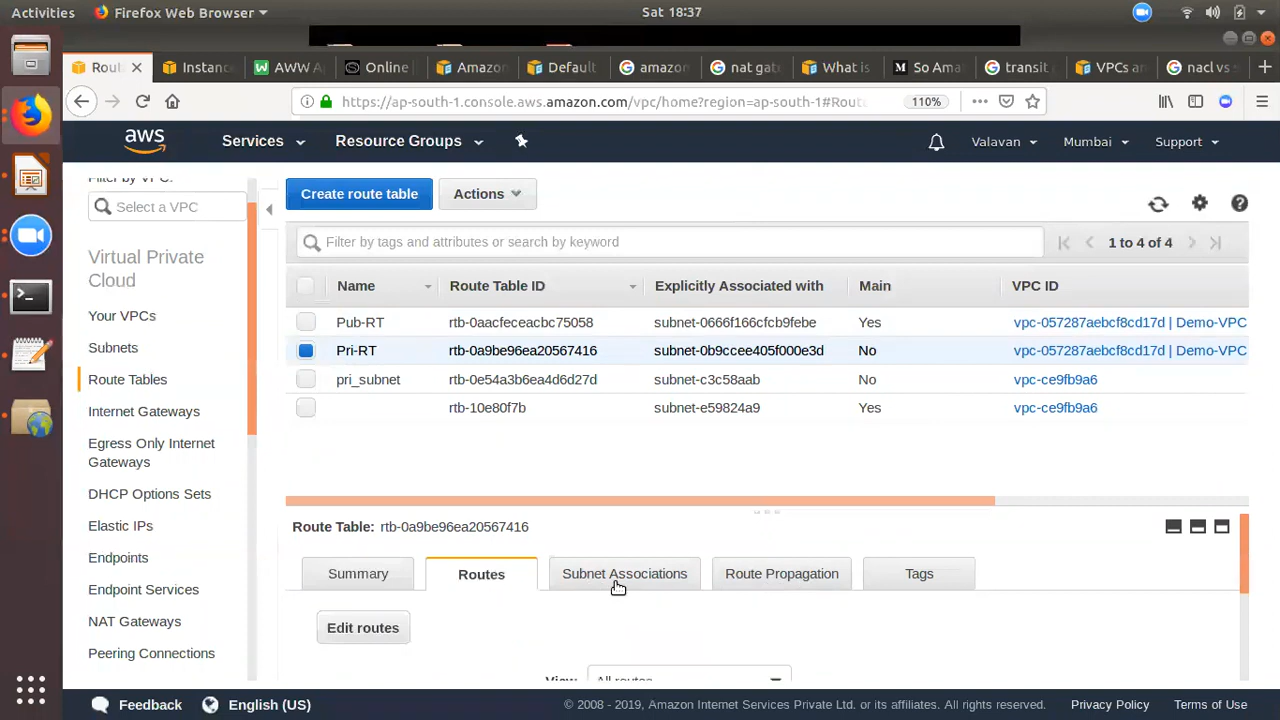 Activities Firefox Web Browser Sat 18:37
Rout Instanc AWW A Online Amazon Default amazon nat gat What is So Ama transit VPCs an nacl vs
https://ap-south-1.console.aws.amazon.com/vpc/home?region=ap-south-1#Rout 110%
aws Services Resource Groups Valavan Mumbai Support
Filter by VPC:
Select a VPC
Virtual Private
Cloud
Your VPCs
Subnets
Route Tables
Internet Gateways
Egress Only Internet
Gateways
DHCP Options Sets
Elastic IPs
Endpoints
Endpoint Services
NAT Gateways
Peering Connections
Create route table Actions
Filter by tags and attributes or search by keyword 1 to 4 of 4
Name Route Table ID Explicitly Associated with Main VPC ID
Pub-RT rtb-0aacfeceacbc75058 subnet-0666f166cfcb9febe Yes vpc-057287aebcf8cd17d | Demo-VPC
Pri-RT rtb-0a9be96ea20567416 subnet-0b9ccee405f000e3d No vpc-057287aebcf8cd17d | Demo-VPC
pri_subnet rtb-0e54a3b6ea4d6d27d subnet-c3c58aab No vpc-ce9fb9a6
rtb-10e80f7b subnet-e59824a9 Yes vpc-ce9fb9a6
Route Table: rtb-0a9be96ea20567416
Summary Routes Subnet Associations Route Propagation Tags
Edit routes
View All routes
Feedback English (US) © 2008 - 2019, Amazon Internet Services Private Ltd. or its affiliates. All rights reserved. Privacy Policy Terms of Use